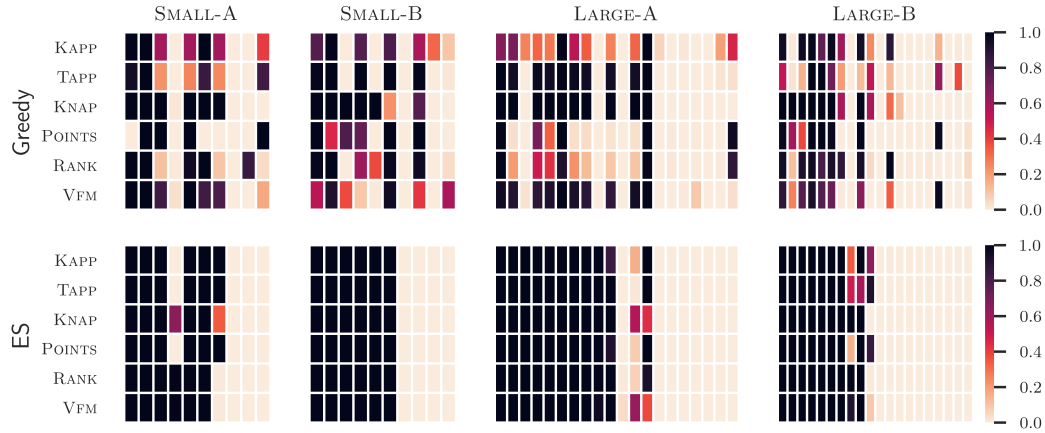 SMALL-A SMALL-B LARGE-A LARGE-B
Greedy
KAPP
TAPP
KNAP
POINTS
RANK
VFM
1.0
0.8
0.6
0.4
0.2
0.0
ES
KAPP
TAPP
KNAP
POINTS
RANK
VFM
1.0
0.8
0.6
0.4
0.2
0.0